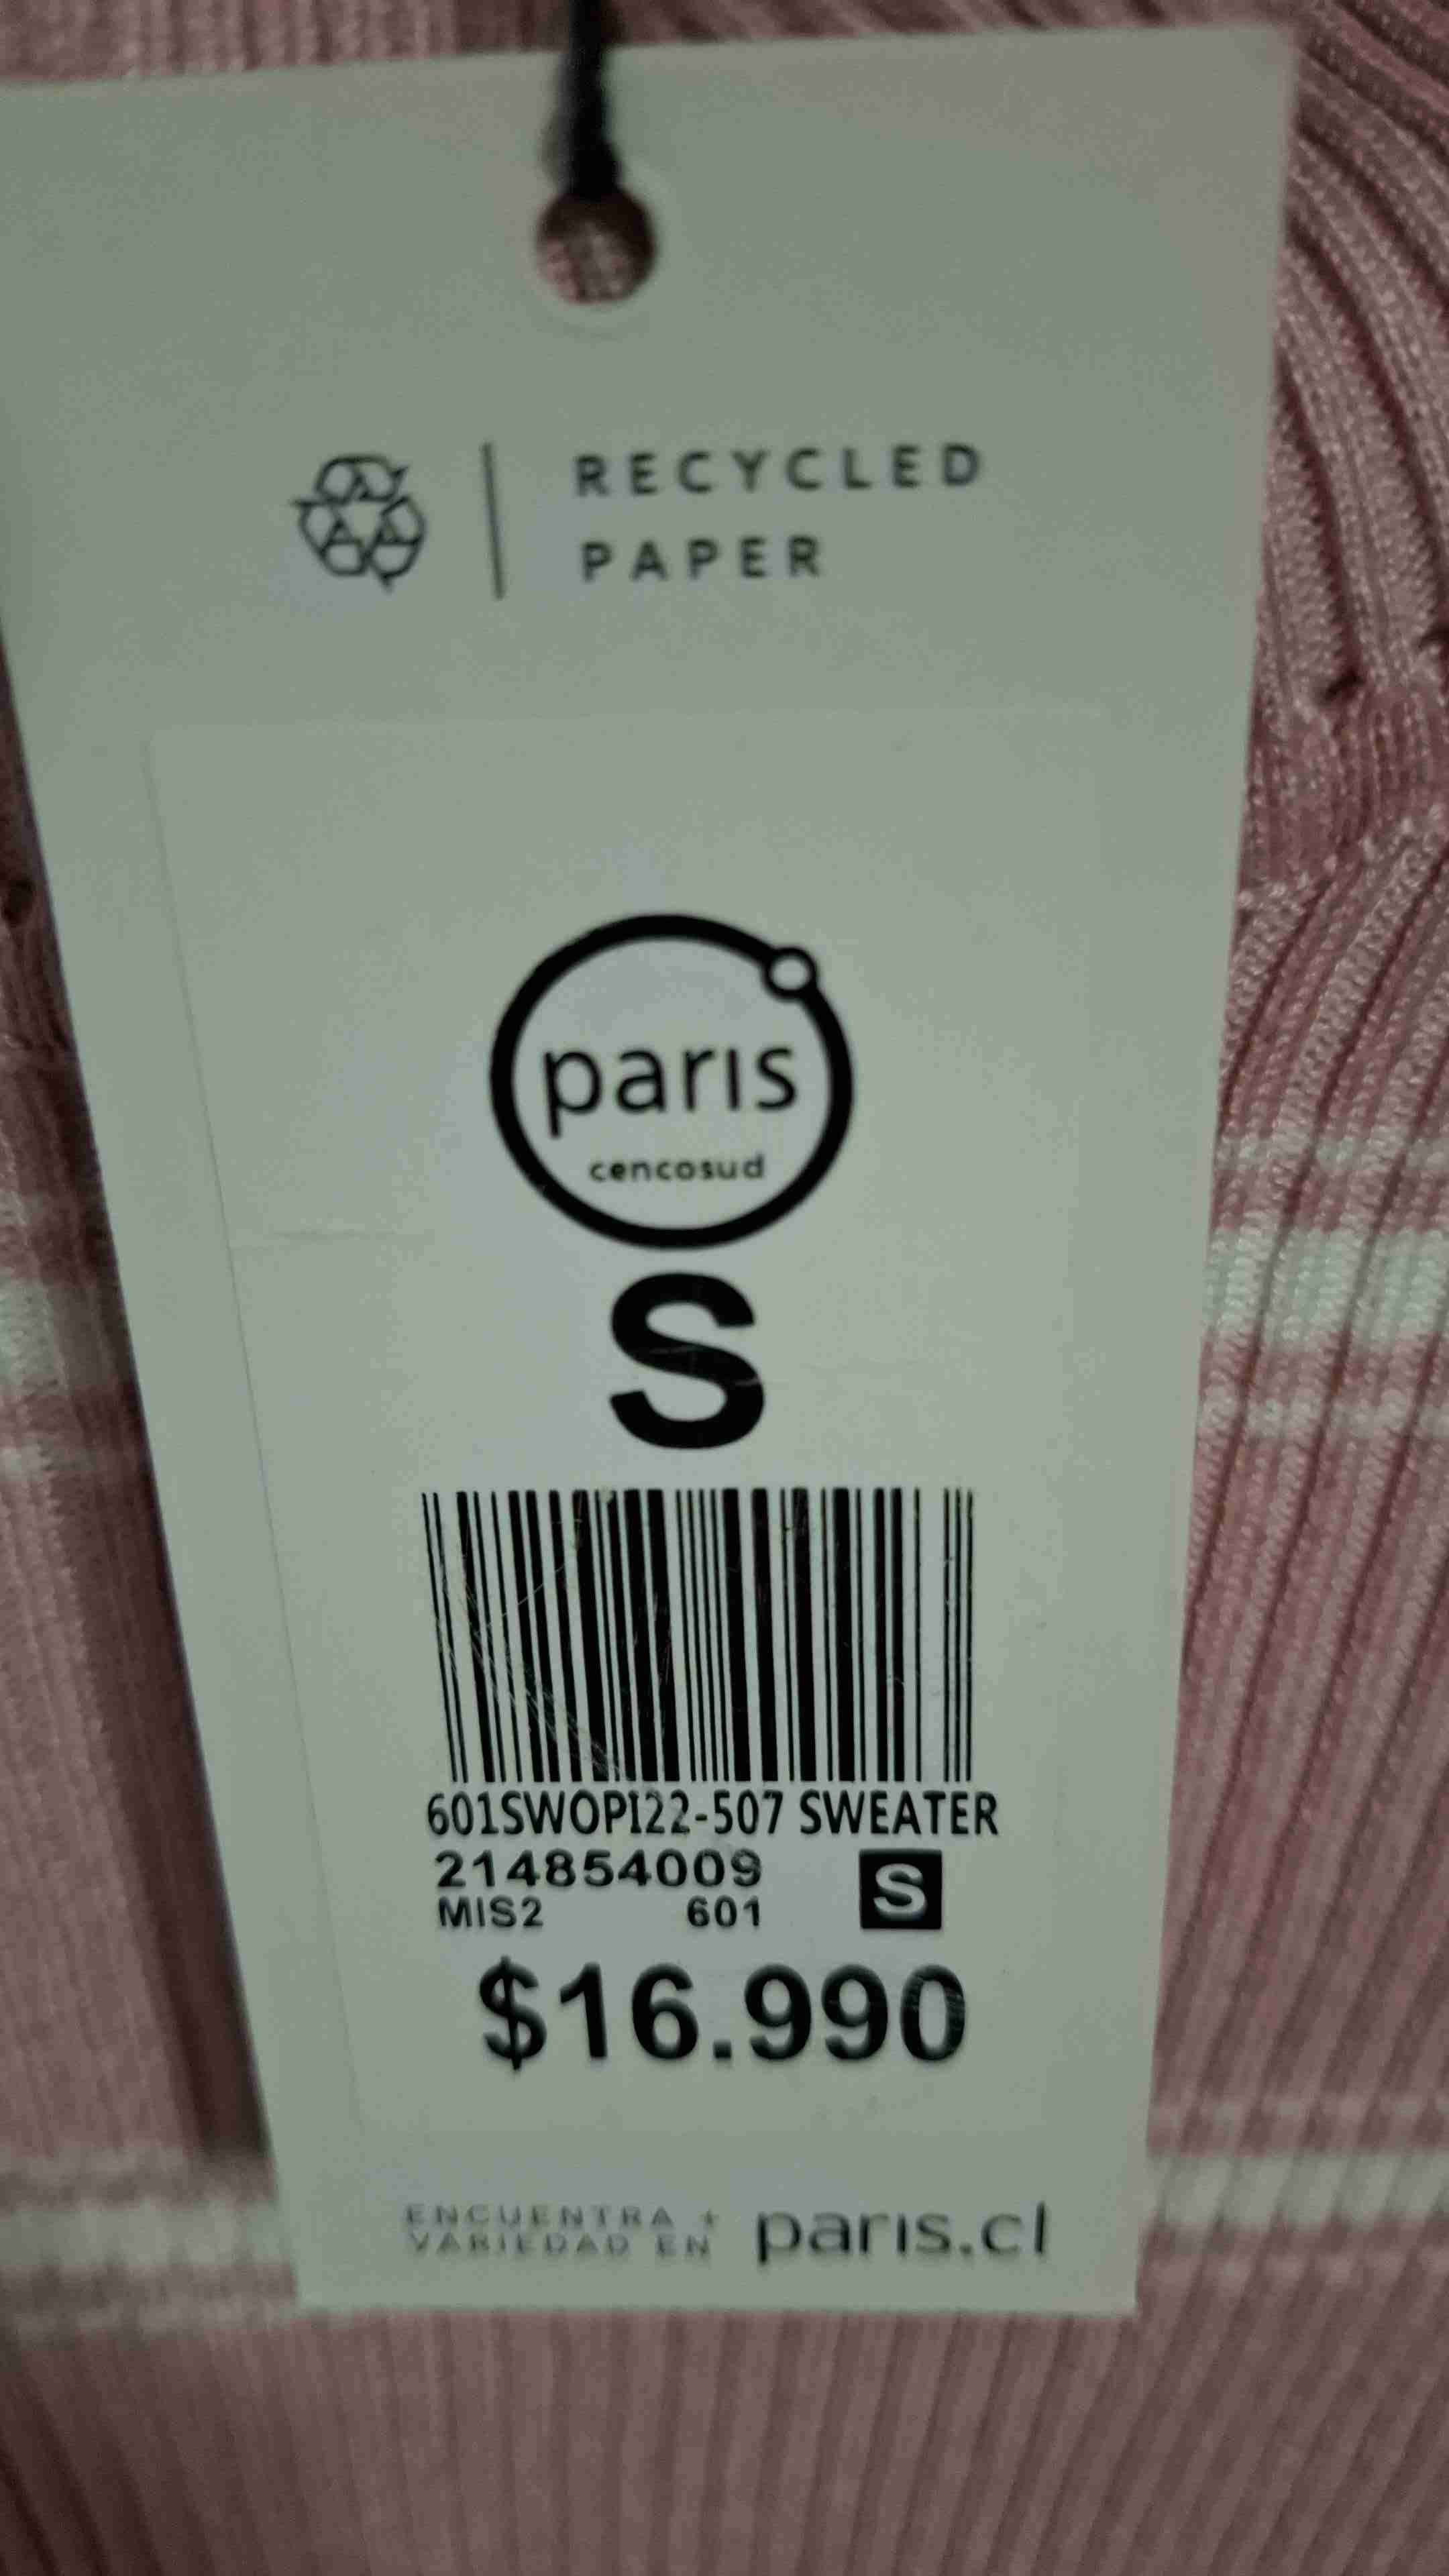 RECYCLED
PAPER
paris
cencosud
S
601SWOPI22-507 SWEATER
214854009
S
MIS2 601
$16.990
ENCUENTRA +
VARIEDAD EN
paris.cl